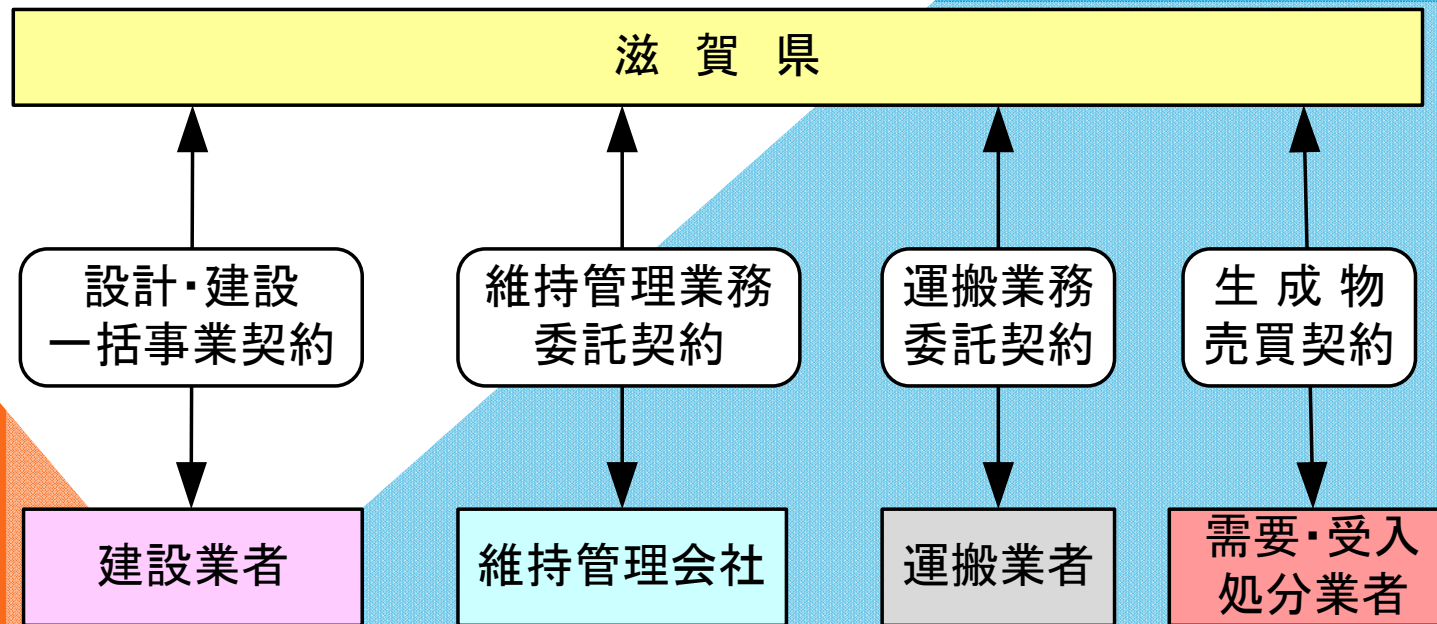 滋 賀 県
設計・建設
一括事業契約
維持管理業務
委託契約
運搬業務
委託契約
生 成 物
売買契約
建設業者
維持管理会社
運搬業者
需要・受入
処分業者